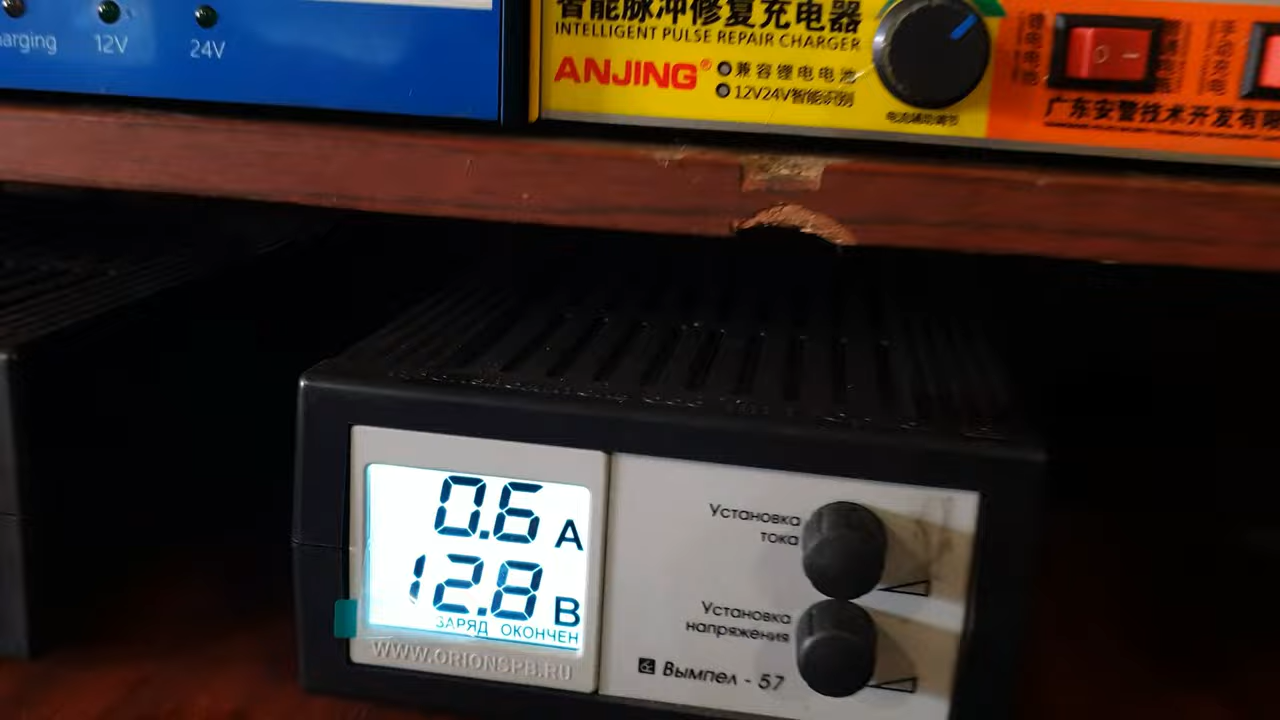 12V
24V
智能脉冲修复充电器
INTELLIGENT PULSE REPAIR CHARGER
ANJING®
兼容锂电电池
12V24V智能识别
广东安警技术开发有限
0.6 А
12.8 В
ЗАРЯД ОКОНЧЕН
WWW.ORIONSPB.RU
Установка
тока
Установка
напряжения
Вымпел - 57